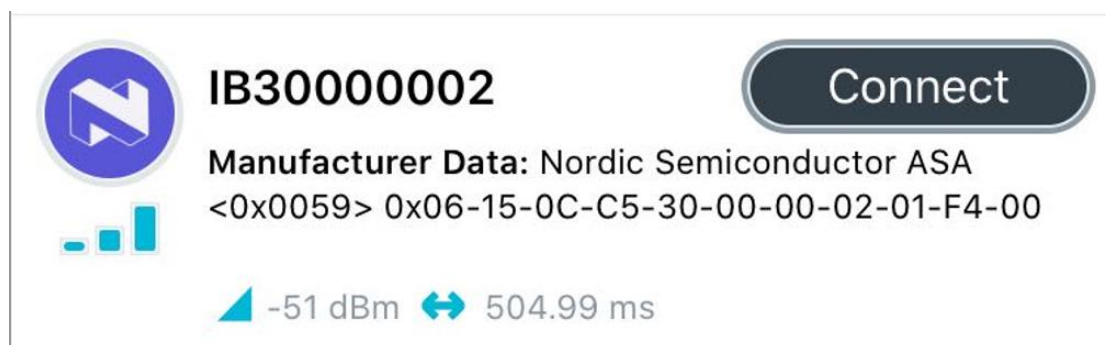 IB30000002
Connect
Manufacturer Data: Nordic Semiconductor ASA
<0x0059> 0x06-15-0C-C5-30-00-00-02-01-F4-00
-51 dBm 504.99 ms